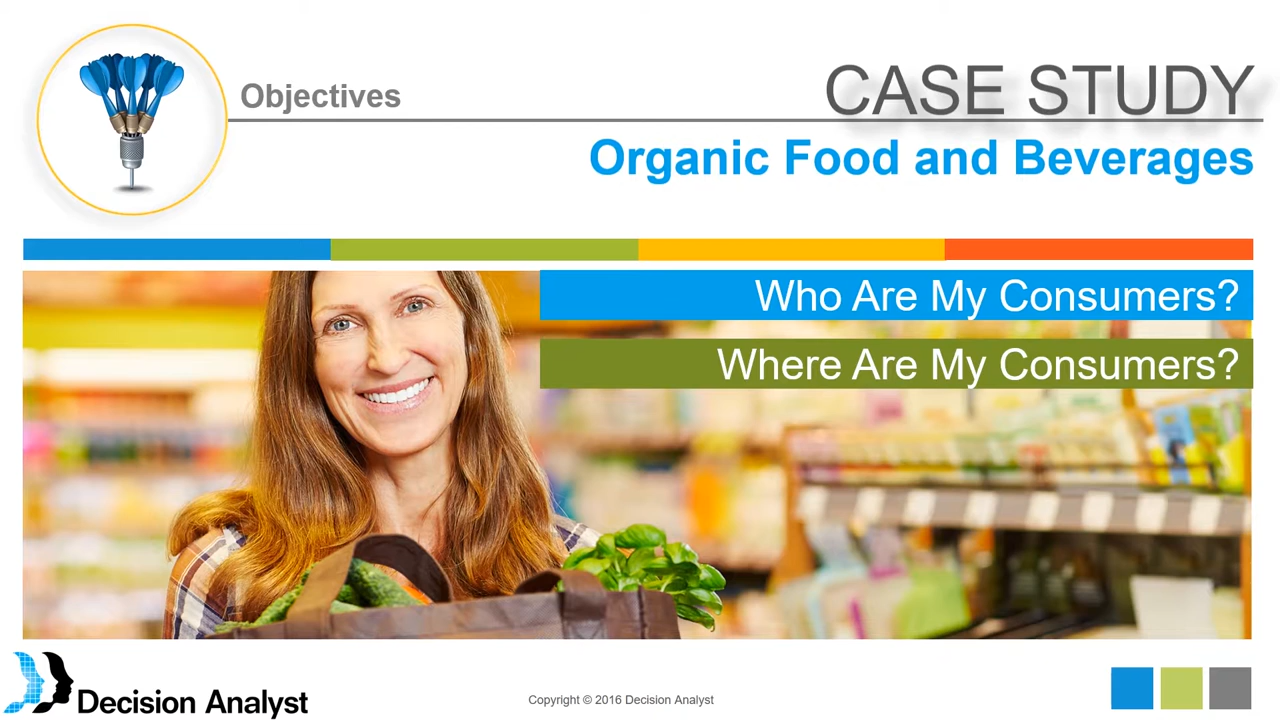 Objectives
CASE STUDY
Organic Food and Beverages
Who Are My Consumers?
Where Are My Consumers?
Decision Analyst
Copyright © 2016 Decision Analyst